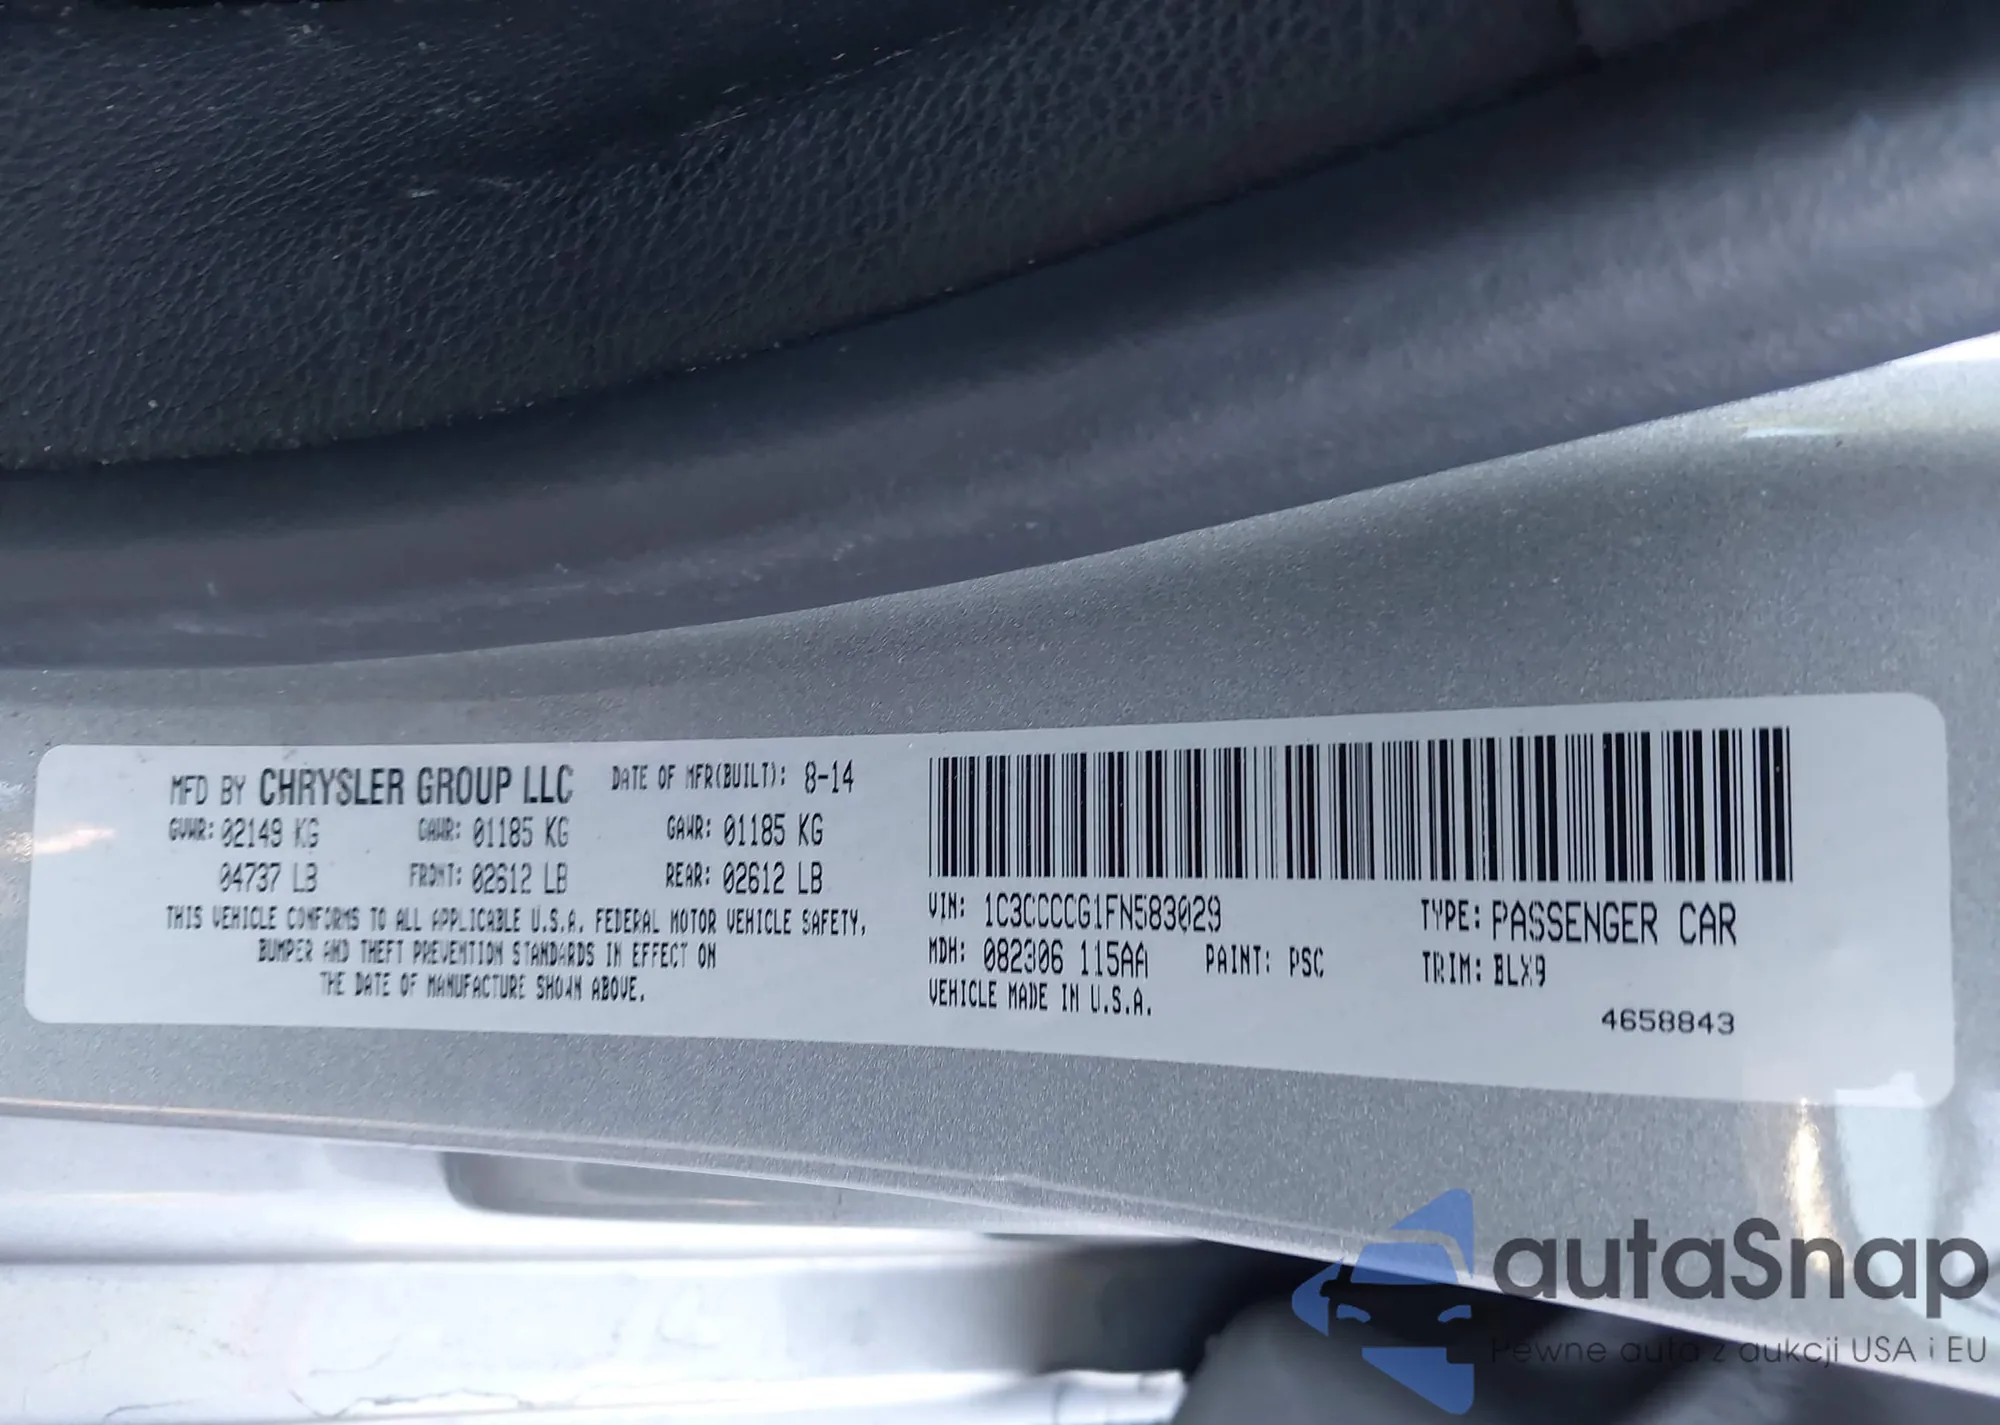 MFD BY CHRYSLER GROUP LLC DATE OF MFR(BUILT): 8-14
GVWR: 02149 KG GAWR: 01185 KG GAWR: 01185 KG
04737 LB FRONT: 02612 LB REAR: 02612 LB
THIS VEHICLE CONFORMS TO ALL APPLICABLE U.S.A. FEDERAL MOTOR VEHICLE SAFETY,
BUMPER AND THEFT PREVENTION STANDARDS IN EFFECT ON
THE DATE OF MANUFACTURE SHOWN ABOVE.
VIN: 1C3CCCCG1FN583029 TYPE: PASSENGER CAR
MDH: 082306 115AA PAINT: PSC TRIM: BLX9
VEHICLE MADE IN U.S.A.
4658843
autaSnap
Pewne auta z aukcji USA i EU